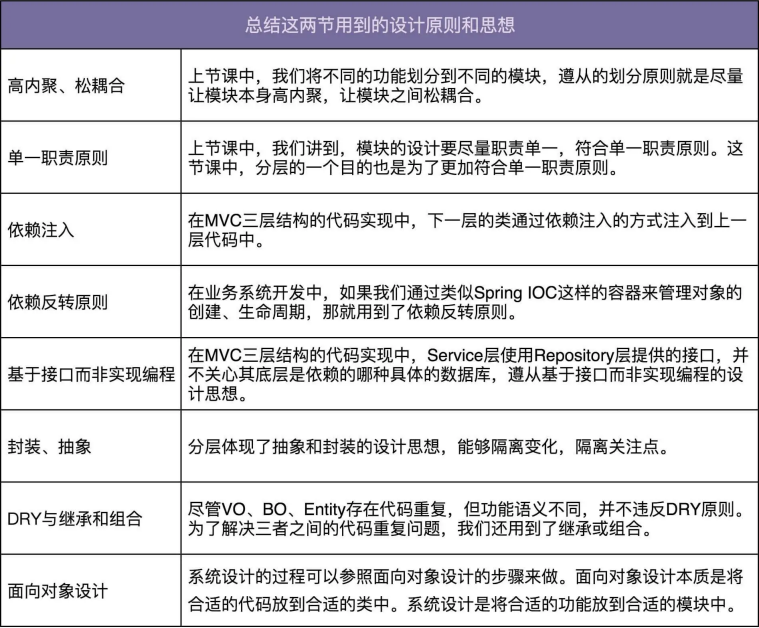 总结这两节用到的设计原则和思想
高内聚、松耦合
上节课中，我们将不同的功能划分到不同的模块，遵从的划分原则就是尽量
让模块本身高内聚，让模块之间松耦合。
单一职责原则
上节课中，我们讲到，模块的设计要尽量职责单一，符合单一职责原则。这
节课中，分层的一个目的也是为了更加符合单一职责原则。
依赖注入
在MVC三层结构的代码实现中，下一层的类通过依赖注入的方式注入到上一
层代码中。
依赖反转原则
在业务系统开发中，如果我们通过类似Spring IOC这样的容器来管理对象的
创建、生命周期，那就用到了依赖反转原则。
基于接口而非实现编程
在MVC三层结构的代码实现中，Service层使用Repository层提供的接口，并
不关心其底层是依赖的哪种具体的数据库，遵从基于接口而非实现编程的设
计思想。
封装、抽象
分层体现了抽象和封装的设计思想，能够隔离变化，隔离关注点。
DRY与继承和组合
尽管VO、BO、Entity存在代码重复，但功能语义不同，并不违反DRY原则。
为了解决三者之间的代码重复问题，我们还用到了继承或组合。
面向对象设计
系统设计的过程可以参照面向对象设计的步骤来做。面向对象设计本质是将
合适的代码放到合适的类中。系统设计是将合适的功能放到合适的模块中。